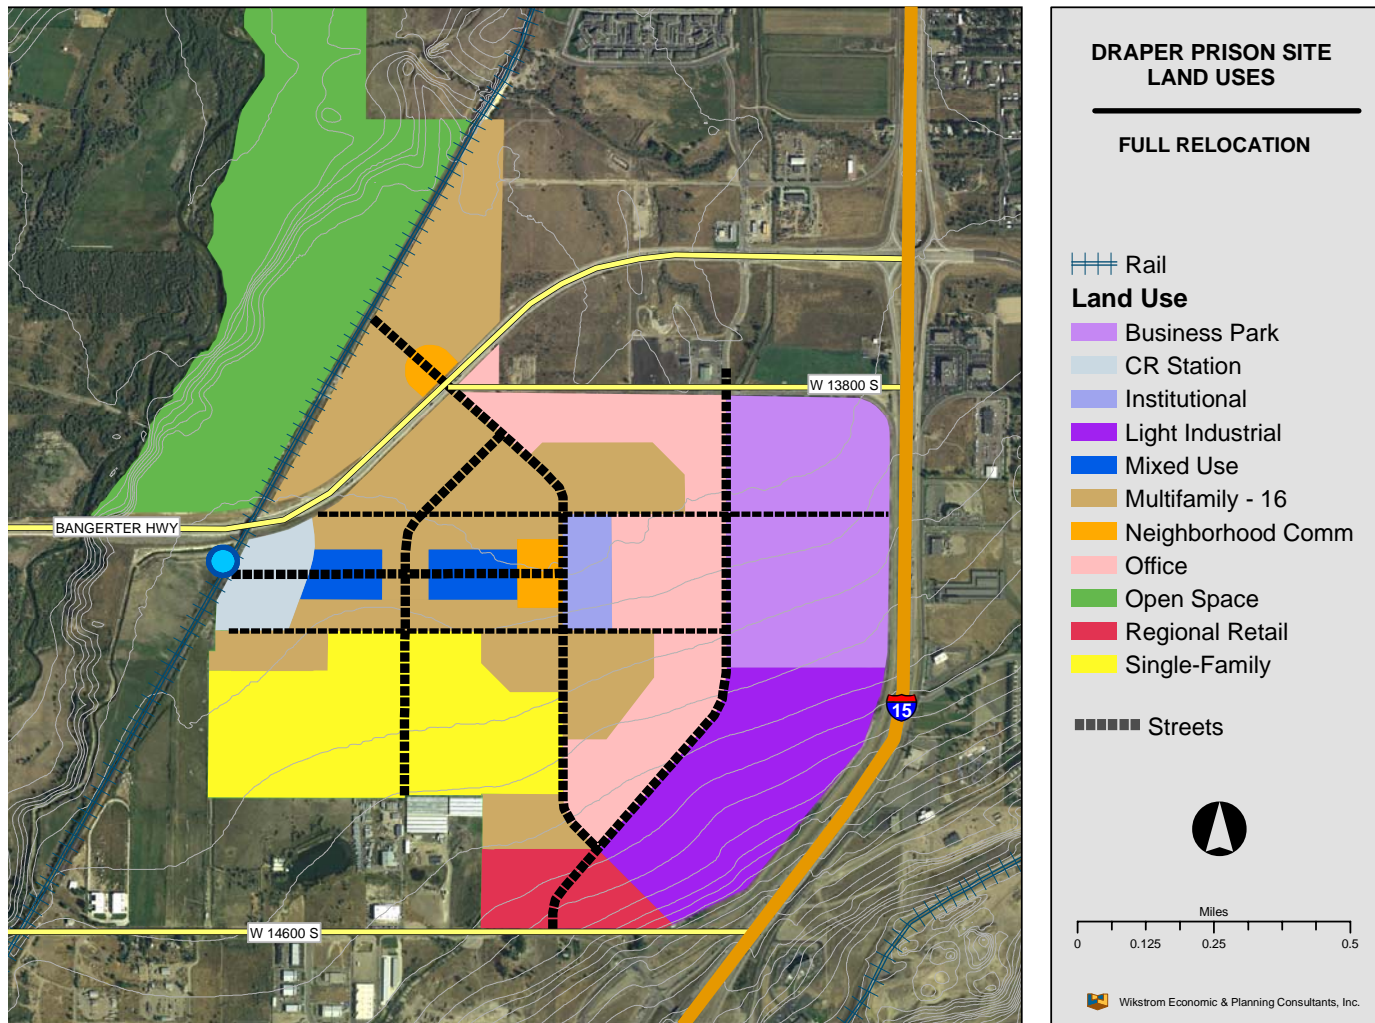 W 13800 S
BANGERTER HWY
15
W 14600 S
DRAPER PRISON SITE
LAND USES
FULL RELOCATION
Rail
Land Use
Business Park
CR Station
Institutional
Light Industrial
Mixed Use
Multifamily - 16
Neighborhood Comm
Office
Open Space
Regional Retail
Single-Family
Streets
Miles
0 0.125 0.25 0.5
Wikstrom Economic & Planning Consultants, Inc.